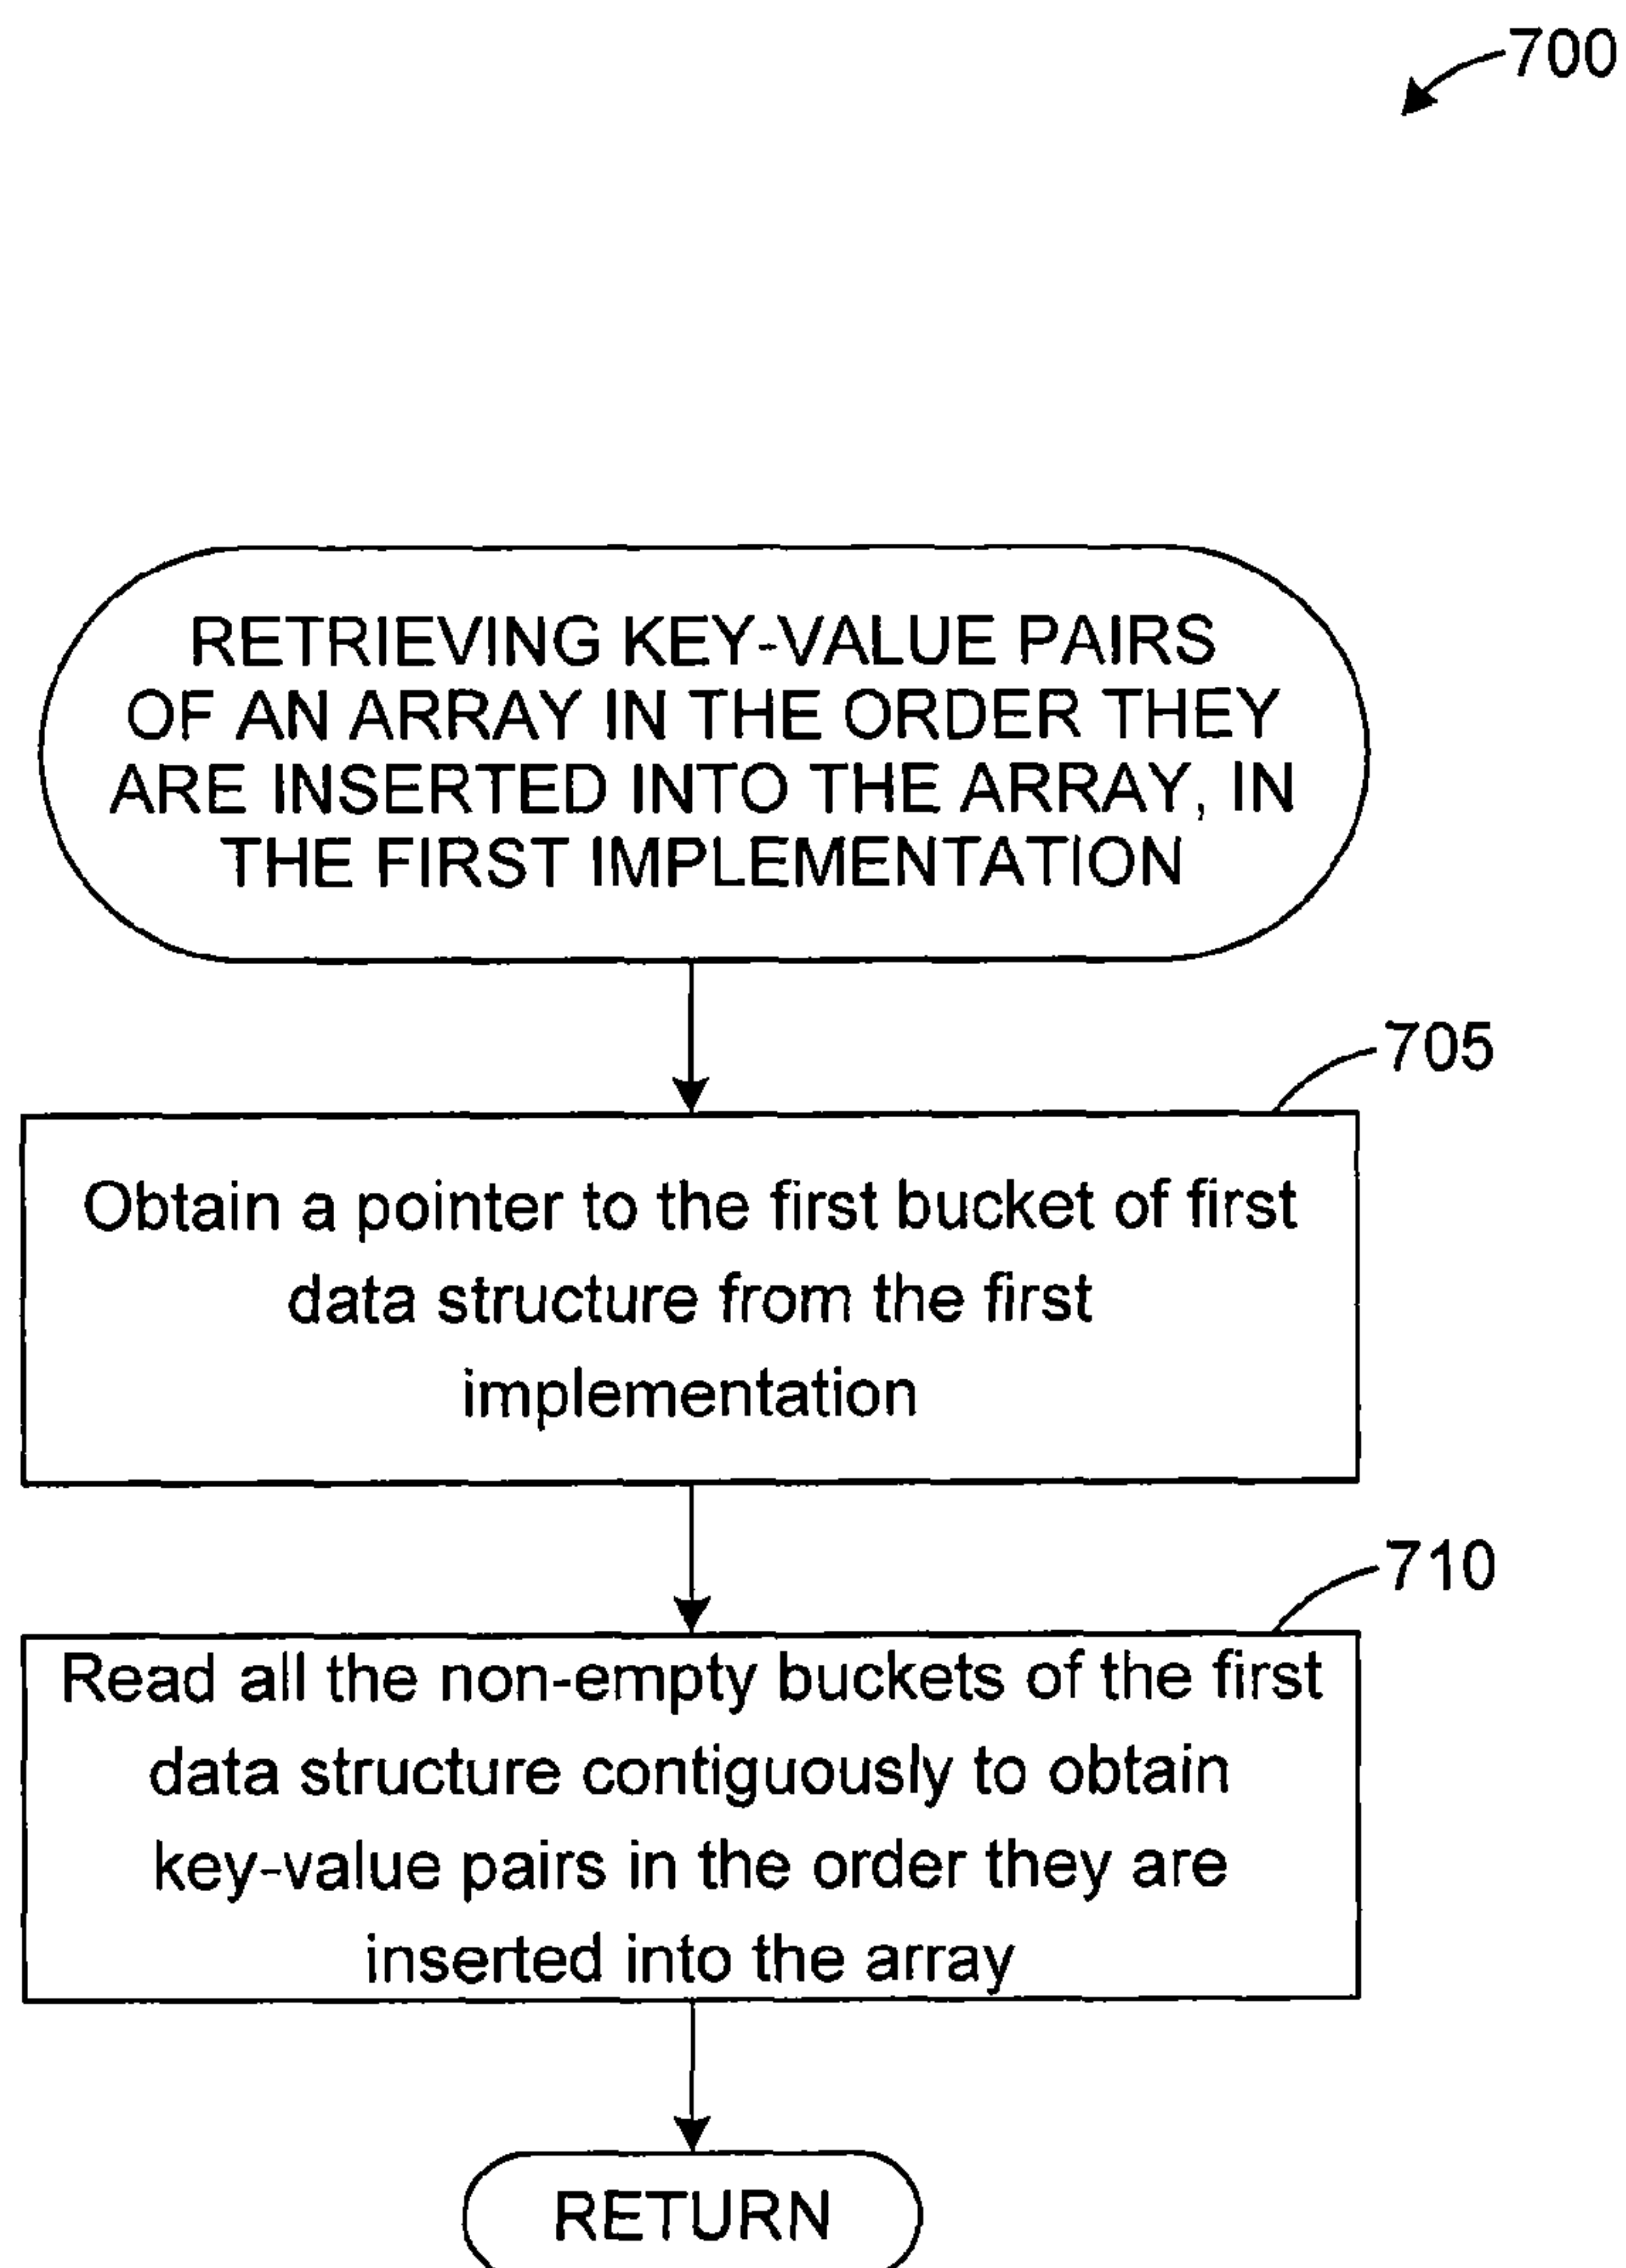 700
RETRIEVING KEY-VALUE PAIRS
OF AN ARRAY IN THE ORDER THEY
ARE INSERTED INTO THE ARRAY, IN
THE FIRST IMPLEMENTATION
705
Obtain a pointer to the first bucket of first
data structure from the first
implementation
710
Read all the non-empty buckets of the first
data structure contiguously to obtain
key-value pairs in the order they are
inserted into the array
RETURN